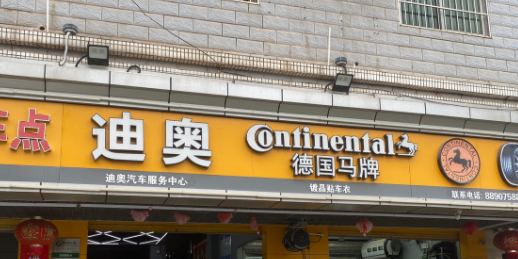 点
迪奥
Continental
德国马牌
迪奥汽车服务中心
镀晶贴车衣
联系电话: 8890758